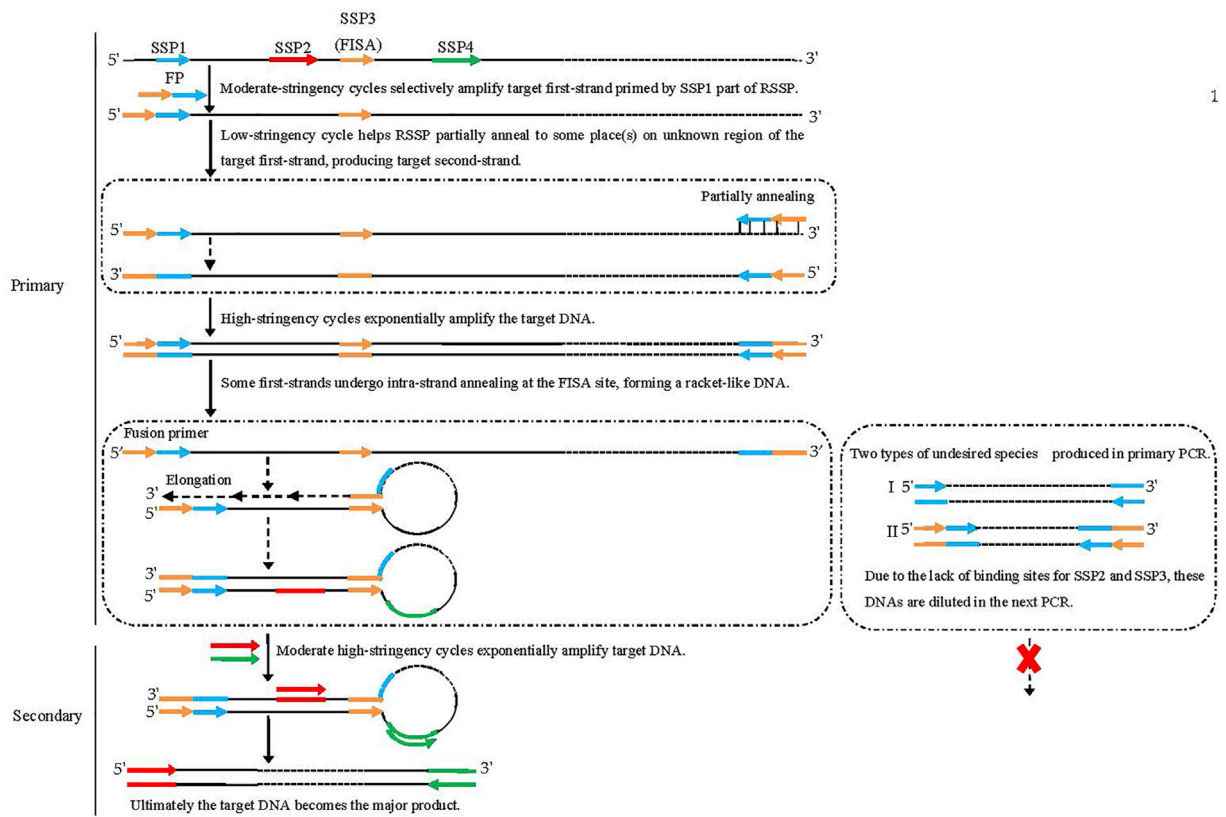 SSP3
SSP1 SSP2 (FISA) SSP4
5' 3'
FP
Moderate-stringency cycles selectively amplify target first-strand primed by SSP1 part of RSSP.
1
5' 3'
Low-stringency cycle helps RSSP partially anneal to some place(s) on unknown region of the
target first-strand, producing target second-strand.
Partially annealing
5' 3'
3' 5'
Primary
High-stringency cycles exponentially amplify the target DNA.
5' 3'
Some first-strands undergo intra-strand annealing at the FISA site, forming a racket-like DNA.
Fusion primer
5' 3'
Elongation
3'
5'
3'
5'
Two types of undesired species produced in primary PCR.
I 5' 3'
II 5' 3'
Due to the lack of binding sites for SSP2 and SSP3, these
DNAs are diluted in the next PCR.
Moderate high-stringency cycles exponentially amplify target DNA.
3'
5'
Secondary
5' 3'
Ultimately the target DNA becomes the major product.